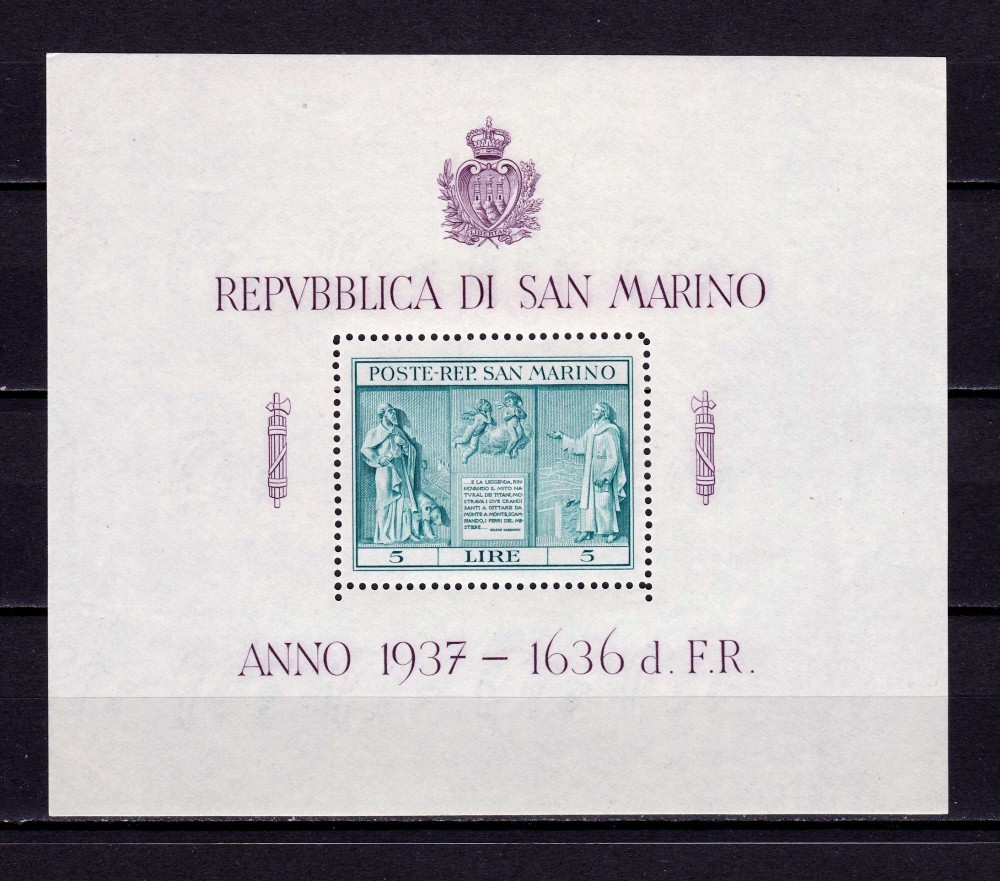 LIBERTAS
REPVBBLICA DI SAN MARINO
POSTE-REP. SAN MARINO
....E LA LEGGENDA, RIN
NOVANDO IL MITO NA
TVRAL DEI TITANI, MO
STRAVA I DVE GRANDI
SANTI A GITTARE DA
MONTE A MONTE, SCAM
BIANDO, I FERRI DEL ME
STIERE....
5 LIRE 5
ANNO 1937 – 1636 d. F.R.